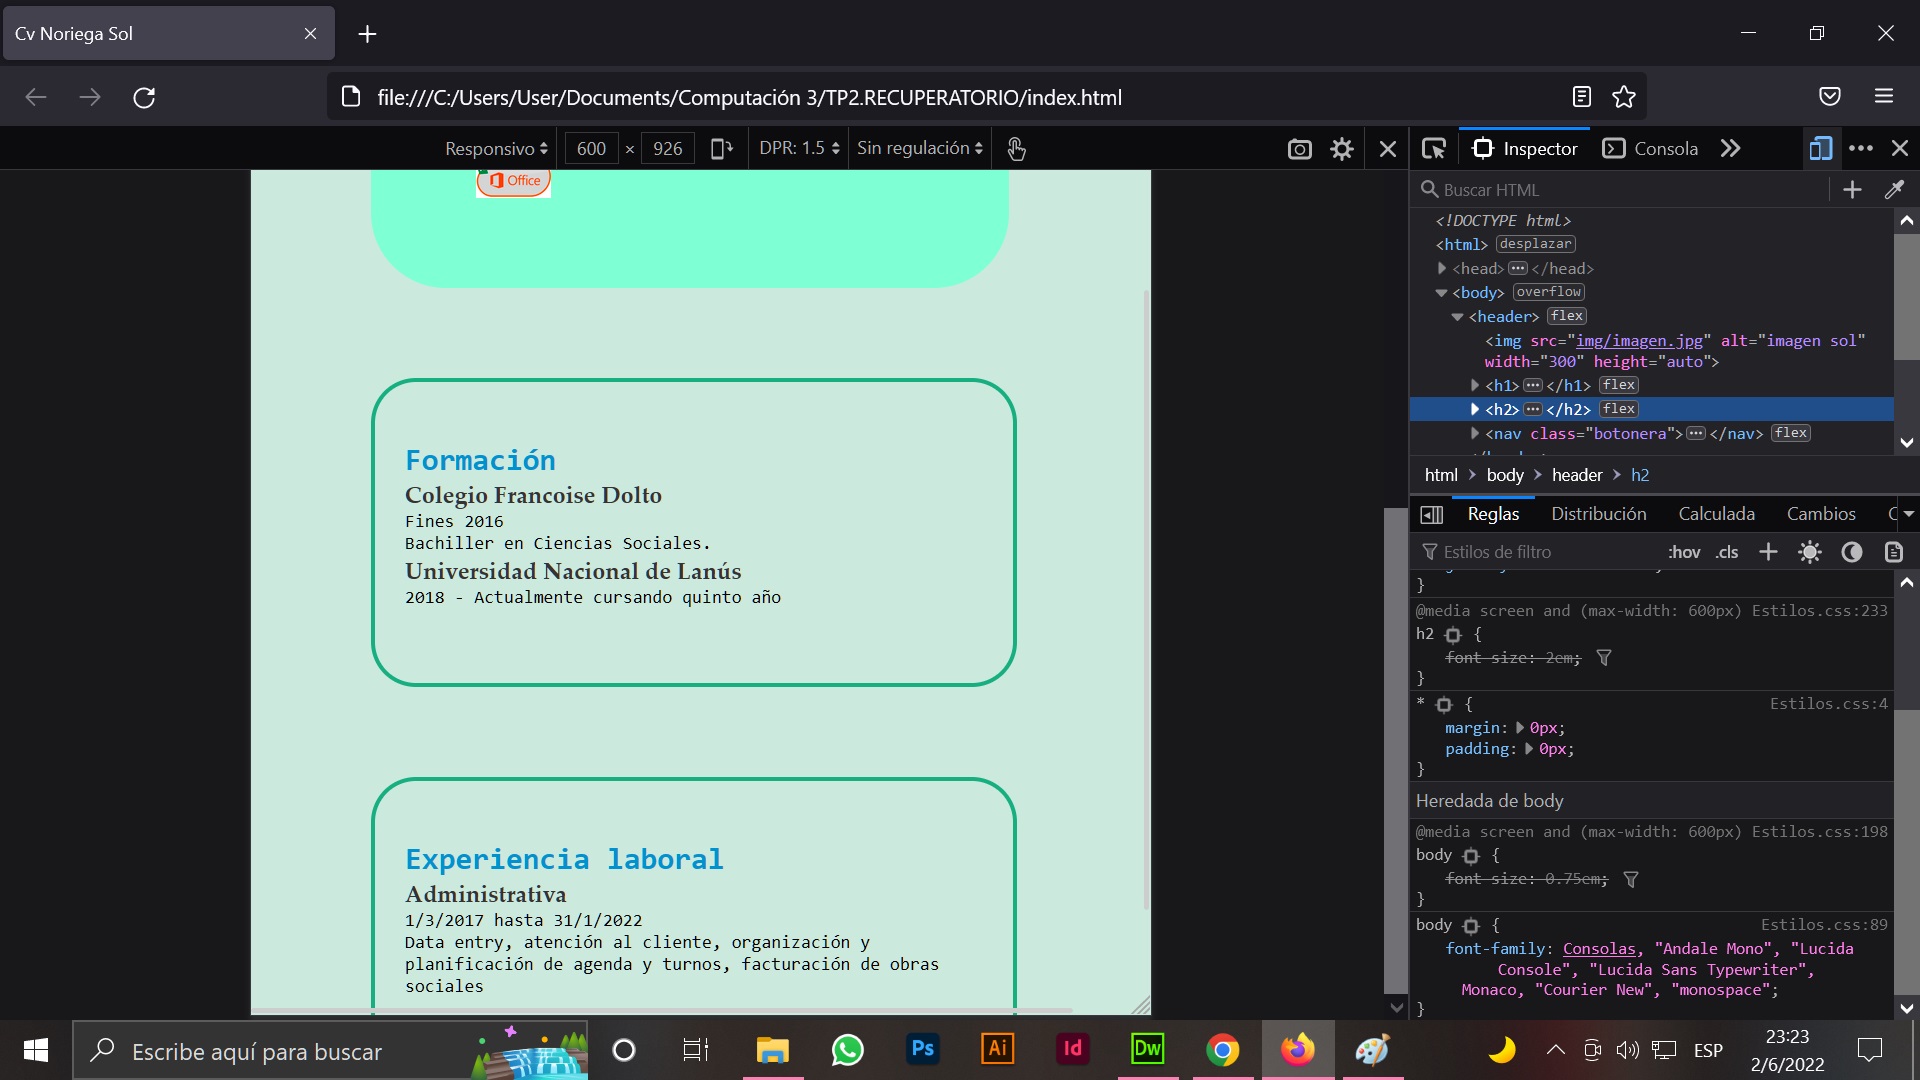 Cv Noriega Sol
file:///C:/Users/User/Documents/Computación 3/TP2.RECUPERATORIO/index.html
Responsivo 600 × 926 DPR: 1.5 Sin regulación
Inspector Consola
Office
Formación
Colegio Francoise Dolto
Fines 2016
Bachiller en Ciencias Sociales.
Universidad Nacional de Lanús
2018 - Actualmente cursando quinto año
Experiencia laboral
Administrativa
1/3/2017 hasta 31/1/2022
Data entry, atención al cliente, organización y
planificación de agenda y turnos, facturación de obras
sociales
Buscar HTML
<!DOCTYPE html>
<html> desplazar
<head>…</head>
<body> overflow
<header> flex
<img src="img/imagen.jpg" alt="imagen sol"
width="300" height="auto">
<h1>…</h1> flex
<h2>…</h2> flex
<nav class="botonera">…</nav> flex
html > body > header > h2
Reglas Distribución Calculada Cambios
Estilos de filtro :hov .cls
}
@media screen and (max-width: 600px) Estilos.css:233
h2 {
font size: 2em;
}
* { Estilos.css:4
margin: 0px;
padding: 0px;
}
Heredada de body
@media screen and (max-width: 600px) Estilos.css:198
body {
font size: 0.75em;
}
body { Estilos.css:89
font-family: Consolas, "Andale Mono", "Lucida
Console", "Lucida Sans Typewriter",
Monaco, "Courier New", "monospace";
}
Escribe aquí para buscar
Ps Ai Id Dw
ESP
23:23
2/6/2022